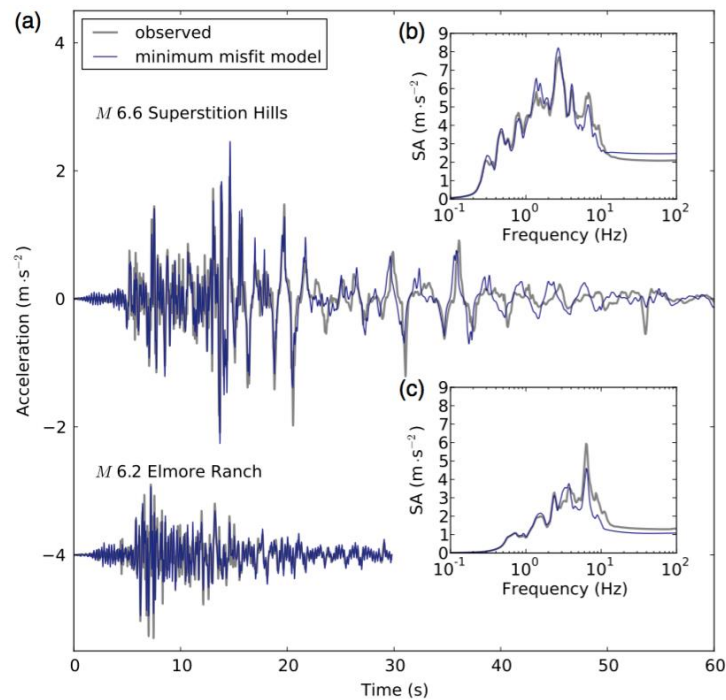 (a)
observed
minimum misfit model
M 6.6 Superstition Hills
M 6.2 Elmore Ranch
Acceleration (m·s⁻²)
4
2
0
−2
−4
0 10 20 30 40 50 60
Time (s)
(b)
SA (m·s⁻²)
9
8
7
6
5
4
3
2
1
0
10⁻¹ 10⁰ 10¹ 10²
Frequency (Hz)
(c)
SA (m·s⁻²)
9
8
7
6
5
4
3
2
1
0
10⁻¹ 10⁰ 10¹ 10²
Frequency (Hz)